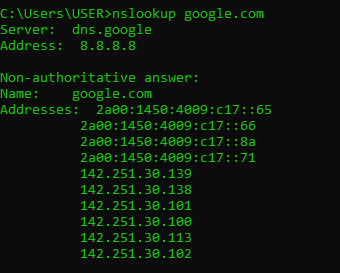 C:\Users\USER>nslookup google.com
Server:  dns.google
Address:  8.8.8.8

Non-authoritative answer:
Name:    google.com
Addresses:  2a00:1450:4009:c17::65
          2a00:1450:4009:c17::66
          2a00:1450:4009:c17::8a
          2a00:1450:4009:c17::71
          142.251.30.139
          142.251.30.138
          142.251.30.101
          142.251.30.100
          142.251.30.113
          142.251.30.102